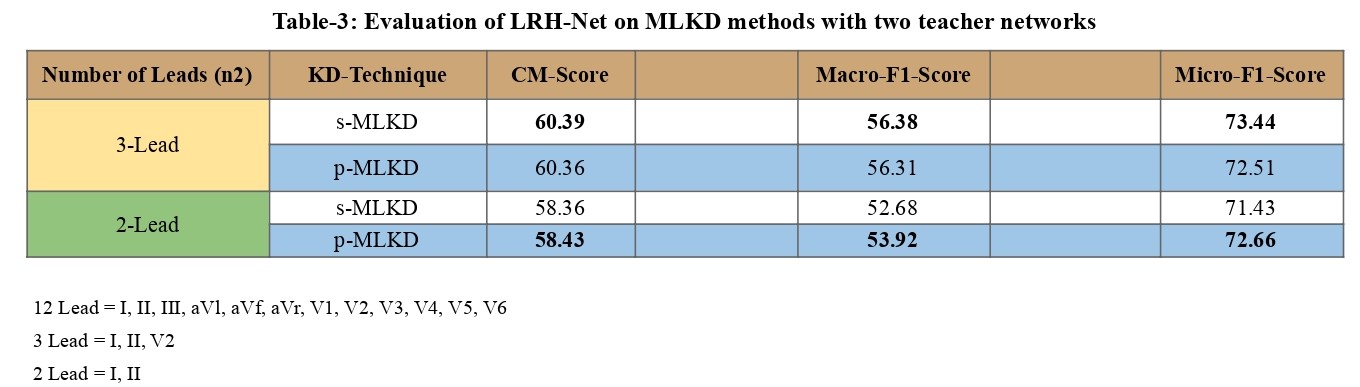 Table-3: Evaluation of LRH-Net on MLKD methods with two teacher networks
Number of Leads (n2) KD-Technique CM-Score Macro-F1-Score Micro-F1-Score
3-Lead
s-MLKD 60.39 56.38 73.44
p-MLKD 60.36 56.31 72.51
2-Lead
s-MLKD 58.36 52.68 71.43
p-MLKD 58.43 53.92 72.66
12 Lead = I, II, III, aVl, aVf, aVr, V1, V2, V3, V4, V5, V6
3 Lead = I, II, V2
2 Lead = I, II